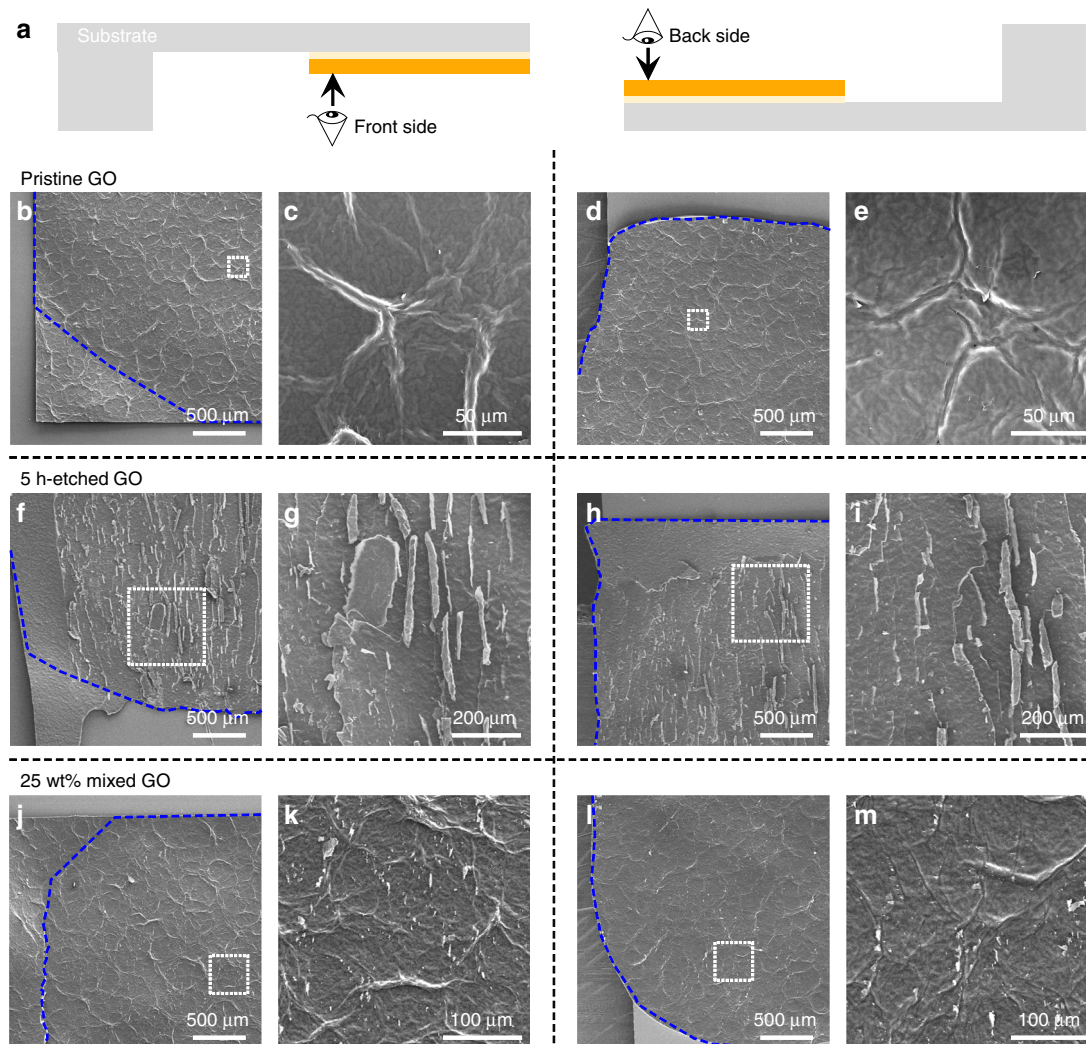 a
Substrate
Front side
Back side
Pristine GO
b
500 µm
c
50 µm
d
500 µm
e
50 µm
5 h-etched GO
f
500 µm
g
200 µm
h
500 µm
i
200 µm
25 wt% mixed GO
j
500 µm
k
100 µm
l
500 µm
m
100 µm